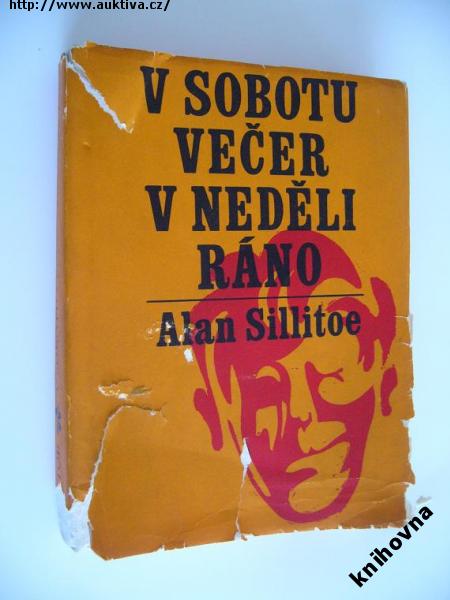 http://www.auktiva.cz/
V SOBOTU
VEČER
V NEDĚLI
RÁNO
Alan Sillitoe
knihovna